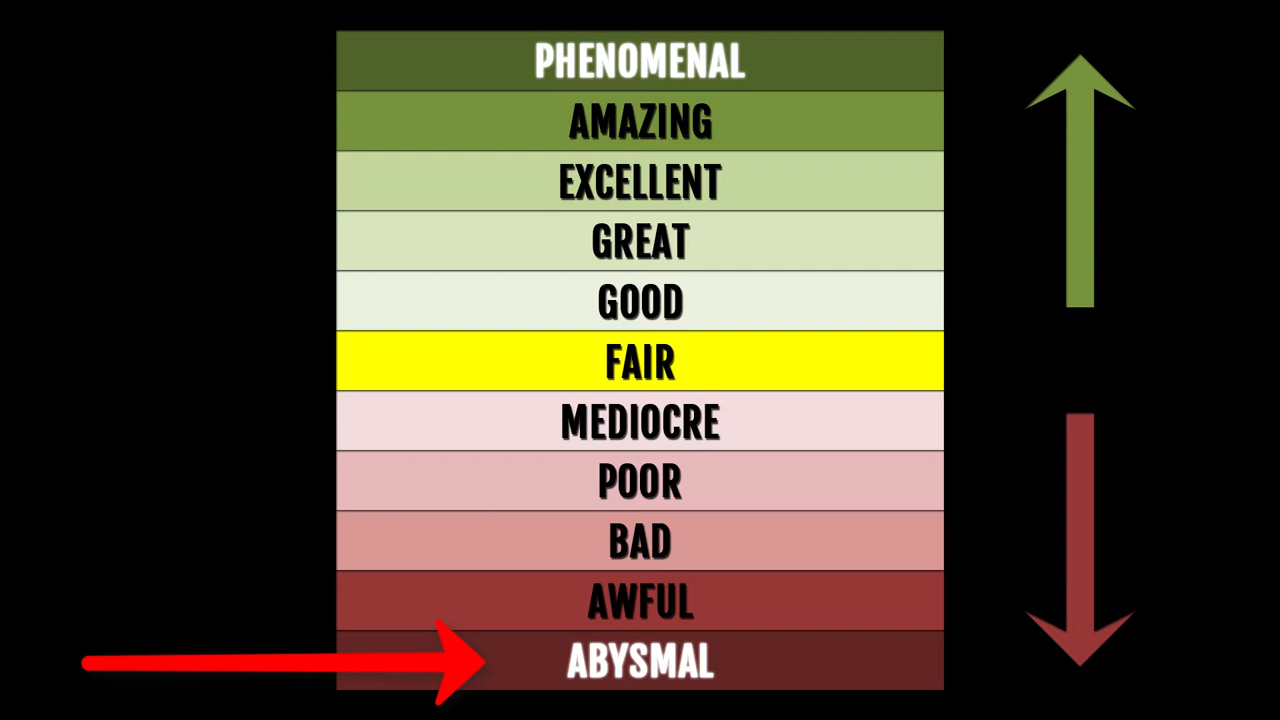 PHENOMENAL
AMAZING
EXCELLENT
GREAT
GOOD
FAIR
MEDIOCRE
POOR
BAD
AWFUL
ABYSMAL